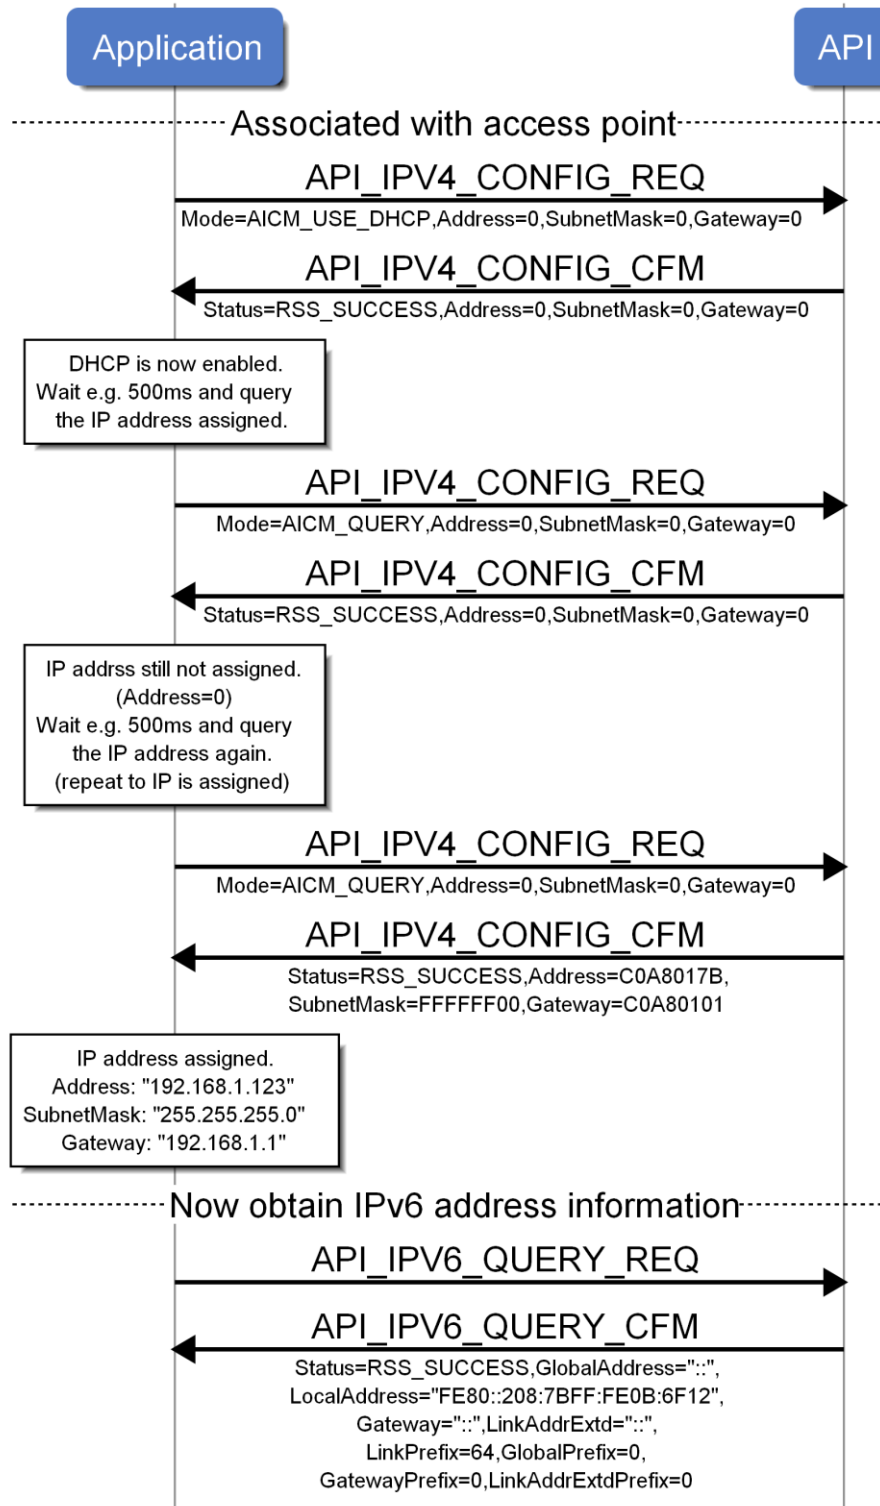 Application
API
Associated with access point
API_IPV4_CONFIG_REQ
Mode=AICM_USE_DHCP,Address=0,SubnetMask=0,Gateway=0
API_IPV4_CONFIG_CFM
Status=RSS_SUCCESS,Address=0,SubnetMask=0,Gateway=0
DHCP is now enabled.
Wait e.g. 500ms and query
the IP address assigned.
API_IPV4_CONFIG_REQ
Mode=AICM_QUERY,Address=0,SubnetMask=0,Gateway=0
API_IPV4_CONFIG_CFM
Status=RSS_SUCCESS,Address=0,SubnetMask=0,Gateway=0
IP addrss still not assigned.
(Address=0)
Wait e.g. 500ms and query
the IP address again.
(repeat to IP is assigned)
API_IPV4_CONFIG_REQ
Mode=AICM_QUERY,Address=0,SubnetMask=0,Gateway=0
API_IPV4_CONFIG_CFM
Status=RSS_SUCCESS,Address=C0A8017B,
SubnetMask=FFFFFF00,Gateway=C0A80101
IP address assigned.
Address: "192.168.1.123"
SubnetMask: "255.255.255.0"
Gateway: "192.168.1.1"
Now obtain IPv6 address information
API_IPV6_QUERY_REQ
API_IPV6_QUERY_CFM
Status=RSS_SUCCESS,GlobalAddress="::",
LocalAddress="FE80::208:7BFF:FE0B:6F12",
Gateway="::",LinkAddrExtd="::",
LinkPrefix=64,GlobalPrefix=0,
GatewayPrefix=0,LinkAddrExtdPrefix=0